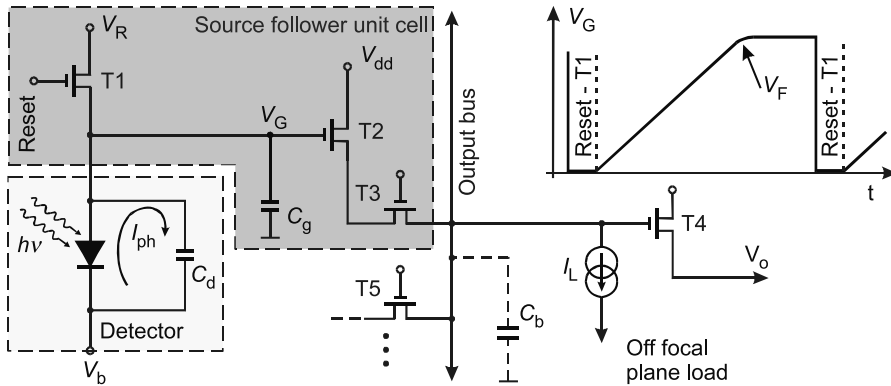 Source follower unit cell
V_R
T1
Reset
V_dd
V_G
T2
T3
C_g
Output bus
hν
I_ph
C_d
Detector
V_b
T5
C_b
I_L
T4
V_o
Off focal
plane load
V_G
Reset - T1
V_F
Reset - T1
t